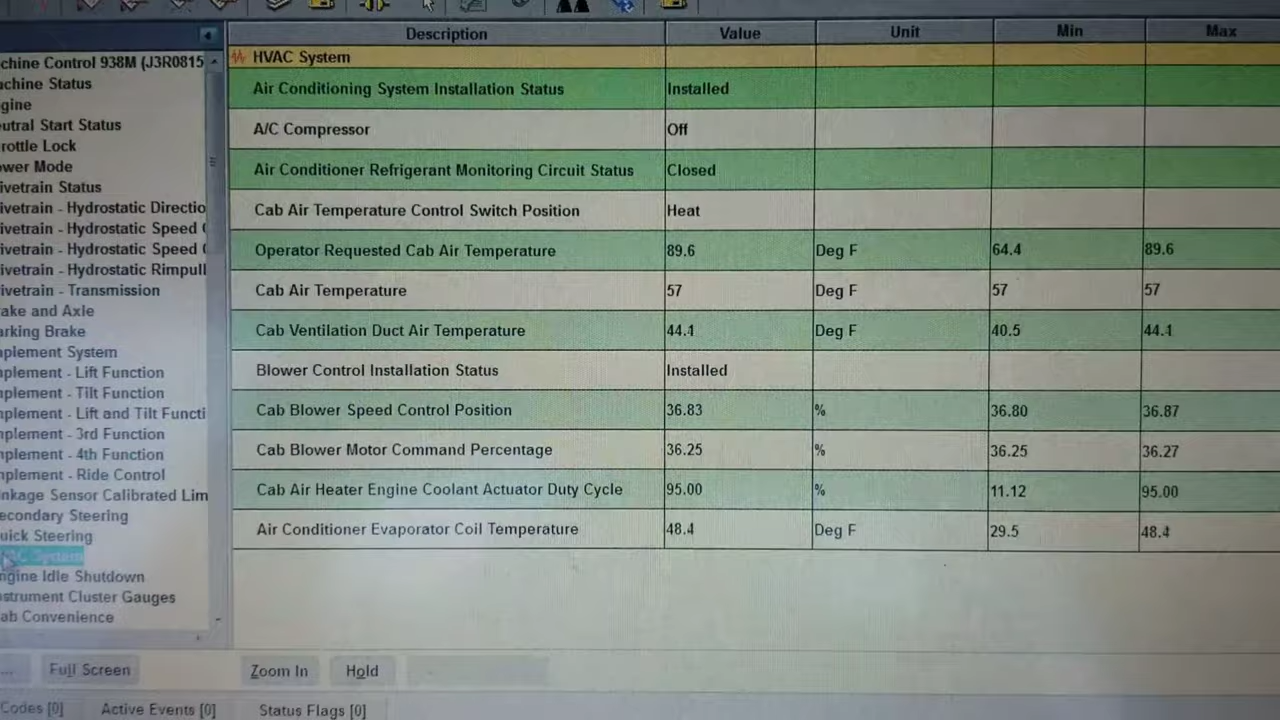 Description Value Unit Min Max
HVAC System
Air Conditioning System Installation Status Installed
A/C Compressor Off
Air Conditioner Refrigerant Monitoring Circuit Status Closed
Cab Air Temperature Control Switch Position Heat
Operator Requested Cab Air Temperature 89.6 Deg F 64.4 89.6
Cab Air Temperature 57 Deg F 57 57
Cab Ventilation Duct Air Temperature 44.1 Deg F 40.5 44.1
Blower Control Installation Status Installed
Cab Blower Speed Control Position 36.83 % 36.80 36.87
Cab Blower Motor Command Percentage 36.25 % 36.25 36.27
Cab Air Heater Engine Coolant Actuator Duty Cycle 95.00 % 11.12 95.00
Air Conditioner Evaporator Coil Temperature 48.4 Deg F 29.5 48.4
chine Control 938M (J3R0815
achine Status
gine
eutral Start Status
rottle Lock
ower Mode
ivetrain Status
ivetrain - Hydrostatic Directio
ivetrain - Hydrostatic Speed
ivetrain - Hydrostatic Speed
ivetrain - Hydrostatic Rimpull
ivetrain - Transmission
ake and Axle
arking Brake
plement System
plement - Lift Function
plement - Tilt Function
plement - Lift and Tilt Functi
plement - 3rd Function
plement - 4th Function
plement - Ride Control
nkage Sensor Calibrated Lim
econdary Steering
uick Steering
AC System
ngine Idle Shutdown
nstrument Cluster Gauges
ab Convenience
... Full Screen Zoom In Hold
Codes [0] Active Events [0] Status Flags [0]